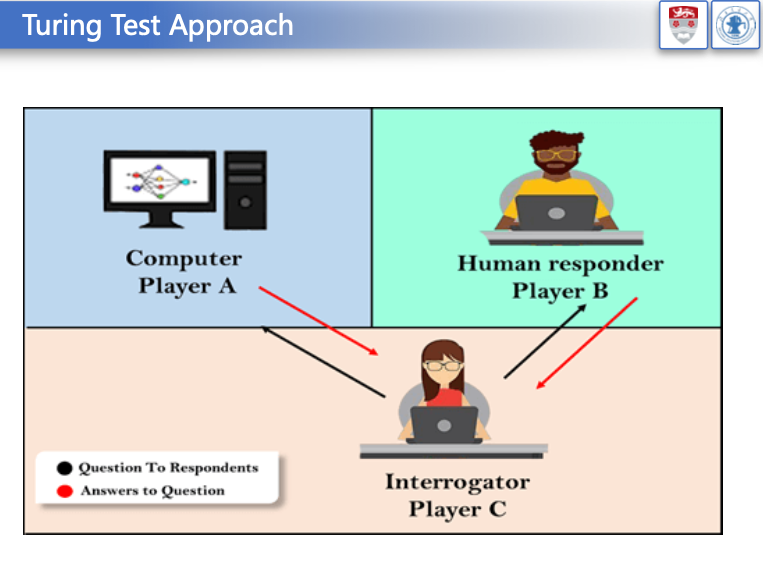 Turing Test Approach
Computer
Player A
Human responder
Player B
Question To Respondents
Answers to Question
Interrogator
Player C